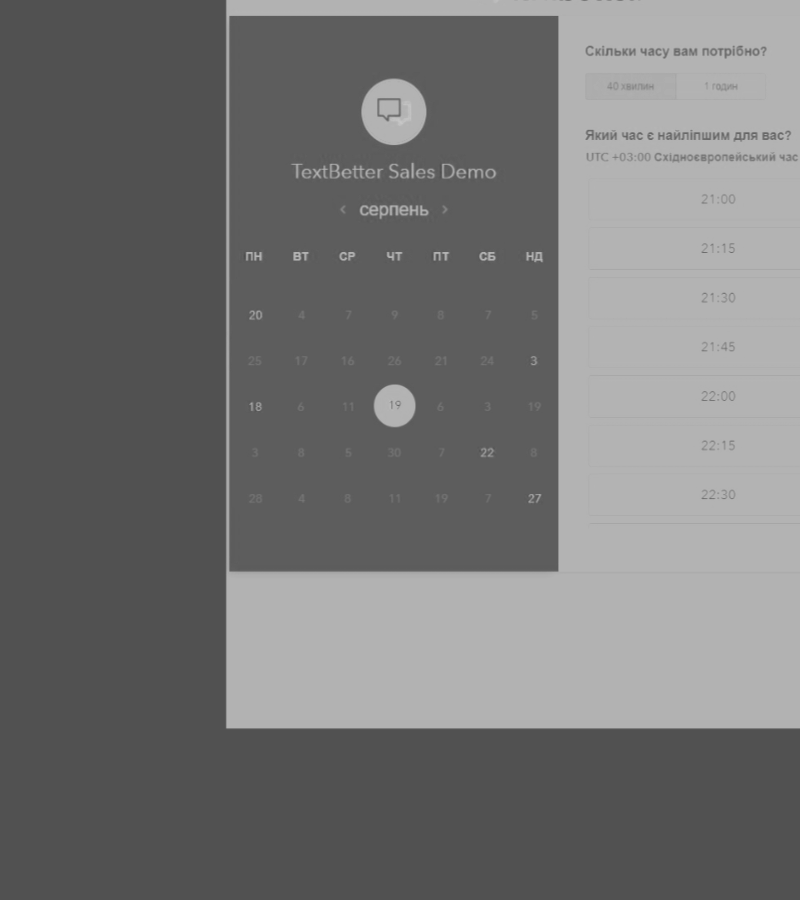 TextBetter Sales Demo
‹ серпень ›
ПН ВТ СР ЧТ ПТ СБ НД
20 4 7 9 8 7 5
25 17 16 26 21 24 3
18 6 11 19 6 3 19
3 8 5 30 7 22 8
28 4 8 11 19 7 27
Скільки часу вам потрібно?
40 хвилин 1 годин
Який час є найліпшим для вас?
UTC +03:00 Східноєвропейський час
21:00
21:15
21:30
21:45
22:00
22:15
22:30